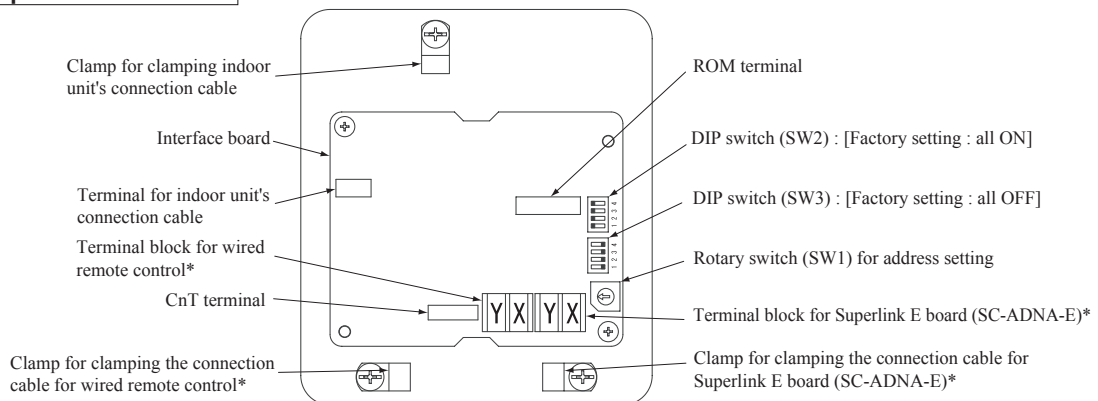 Clamp for clamping indoor
unit's connection cable
Interface board
Terminal for indoor unit's
connection cable
Terminal block for wired
remote control*
CnT terminal
Clamp for clamping the connection
cable for wired remote control*
1 2 3 4
1 2 3 4
Y X Y X
ROM terminal
DIP switch (SW2) : [Factory setting : all ON]
DIP switch (SW3) : [Factory setting : all OFF]
Rotary switch (SW1) for address setting
Terminal block for Superlink E board (SC-ADNA-E)*
Clamp for clamping the connection cable for
Superlink E board (SC-ADNA-E)*